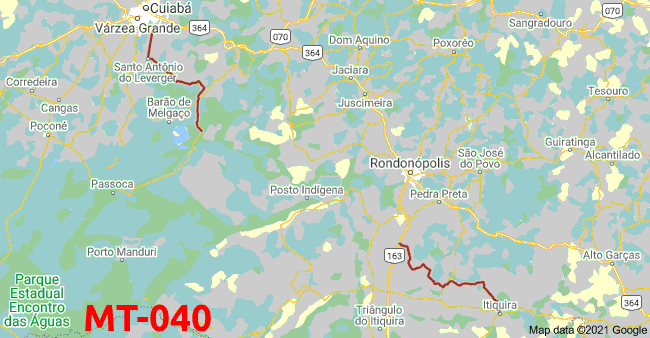 Cuiabá
Várzea Grande
364
070
070
Sangradouro
Dom Aquino
Poxoréo
364
Santo Antônio
do Leverger
Jaciara
Corredeira
Tesouro
Barão de
Melgaço
Cangas
Juscimeira
Poconé
Guiratinga
São José
do Povo
Alcantilado
Rondonópolis
Passoca
Posto Indígena
Pedra Preta
Porto Manduri
163
Alto Garças
Parque
Estadual
Encontro
das Águas
MT-040
Triângulo
do Itiquira
Itiquira
364
Map data ©2021 Google